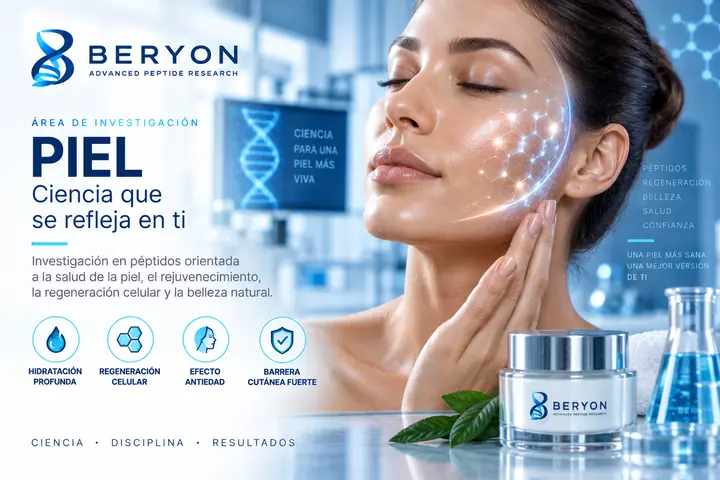 BERYON
ADVANCED PEPTIDE RESEARCH
ÁREA DE INVESTIGACIÓN
PIEL
Ciencia que
se refleja en ti
Investigación en péptidos orientada
a la salud de la piel, el rejuvenecimiento,
la regeneración celular y la belleza natural.
HIDRATACIÓN
PROFUNDA
REGENERACIÓN
CELULAR
EFECTO
ANTIEDAD
BARRERA
CUTÁNEA FUERTE
CIENCIA • DISCIPLINA • RESULTADOS
CIENCIA
PARA UNA
PIEL MÁS
VIVA
PÉPTIDOS
REGENERACIÓN
BELLEZA
SALUD
CONFIANZA
UNA PIEL MÁS SANA
UNA MEJOR VERSIÓN
DE TI
BERYON
ADVANCED PEPTIDE RESEARCH